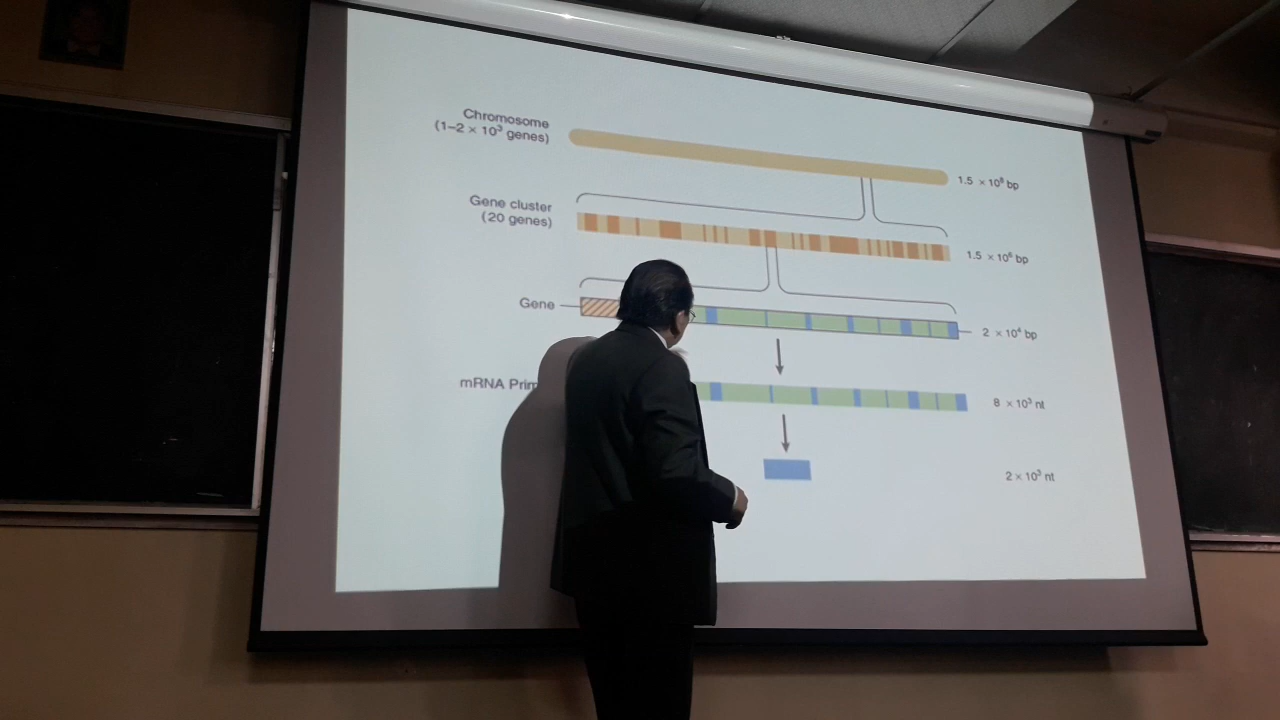 Chromosome
(1–2 × 10³ genes)
1.5 × 10⁸ bp
Gene cluster
(20 genes)
1.5 × 10⁶ bp
Gene
2 × 10⁴ bp
mRNA
8 × 10³ nt
2 × 10³ nt